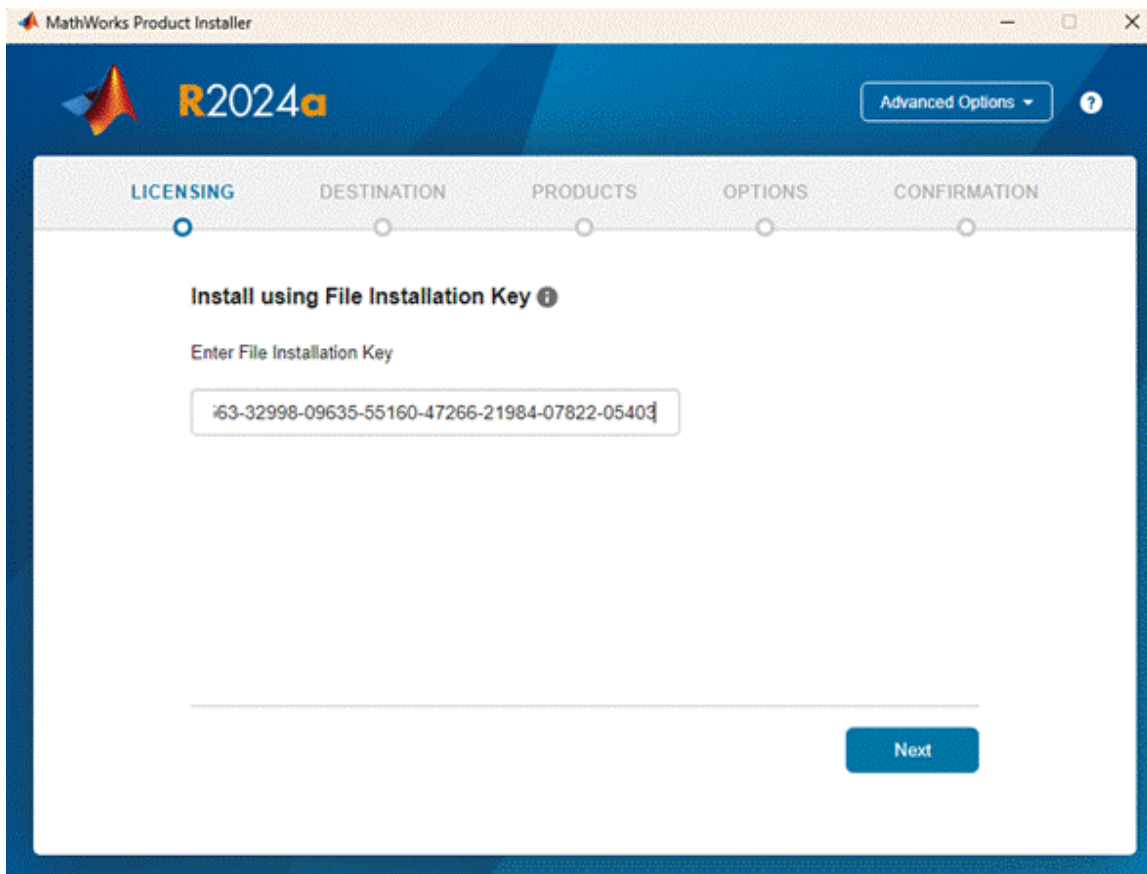 MathWorks Product Installer
R2024a
Advanced Options
?
LICENSING DESTINATION PRODUCTS OPTIONS CONFIRMATION
Install using File Installation Key
Enter File Installation Key
63-32998-09635-55160-47266-21984-07822-05403
Next